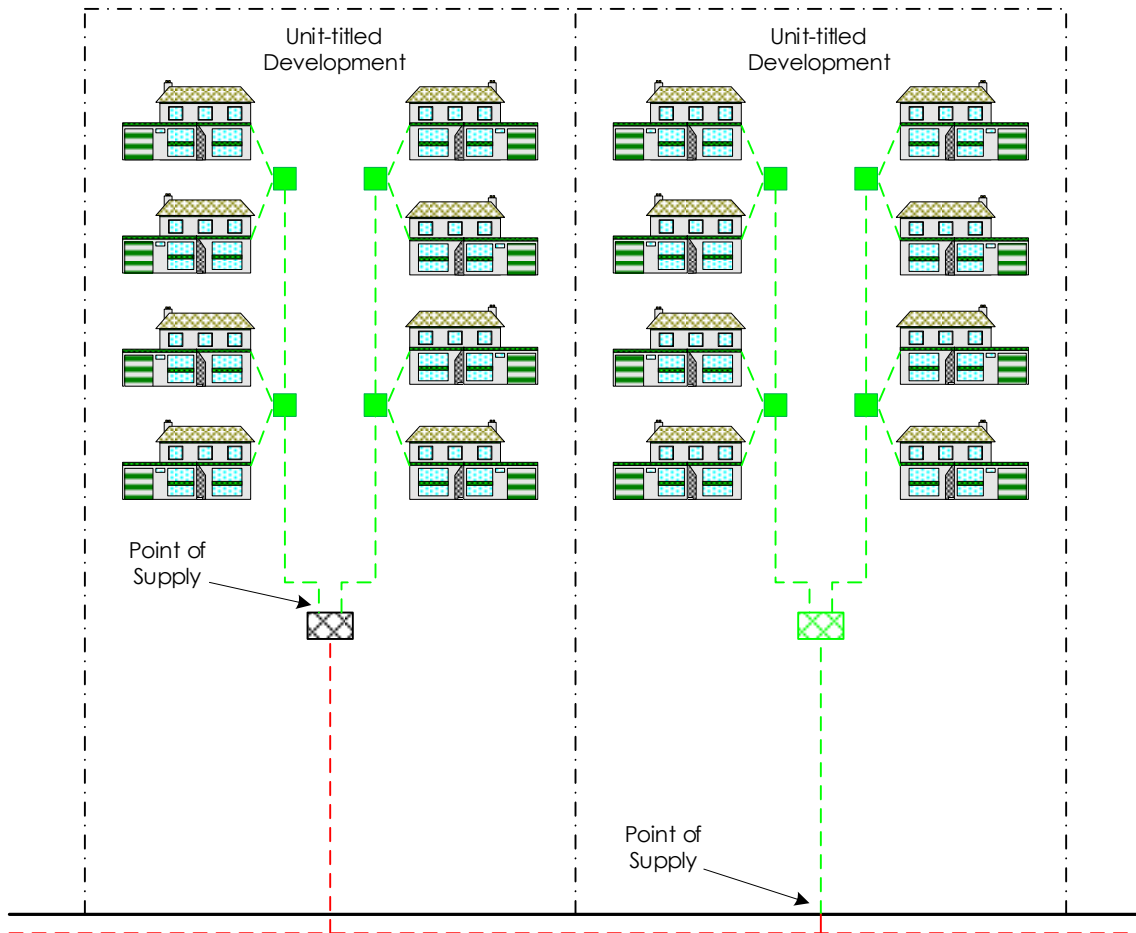 Unit-titled
Development
Unit-titled
Development
Point of
Supply
Point of
Supply